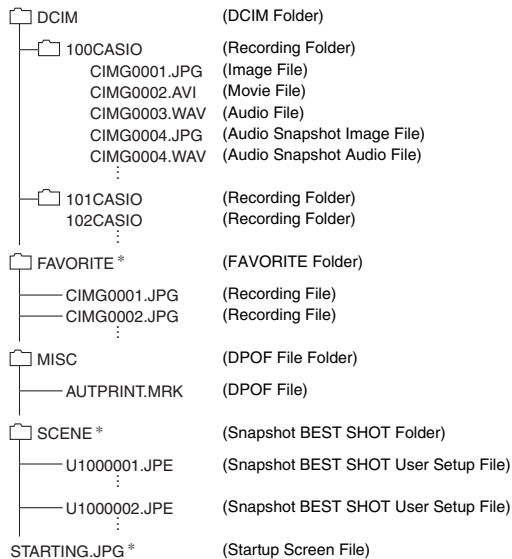 DCIM (DCIM Folder)
100CASIO (Recording Folder)
CIMG0001.JPG (Image File)
CIMG0002.AVI (Movie File)
CIMG0003.WAV (Audio File)
CIMG0004.JPG (Audio Snapshot Image File)
CIMG0004.WAV (Audio Snapshot Audio File)
101CASIO (Recording Folder)
102CASIO (Recording Folder)
FAVORITE * (FAVORITE Folder)
CIMG0001.JPG (Recording File)
CIMG0002.JPG (Recording File)
MISC (DPOF File Folder)
AUTPRINT.MRK (DPOF File)
SCENE * (Snapshot BEST SHOT Folder)
U1000001.JPE (Snapshot BEST SHOT User Setup File)
U1000002.JPE (Snapshot BEST SHOT User Setup File)
STARTING.JPG * (Startup Screen File)